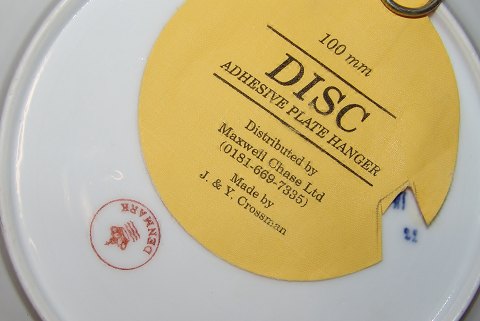 100 mm
DISC
ADHESIVE PLATE HANGER
Distributed by
Maxwell Chase Ltd
(0181-669-7335)
Made by
J. & Y. Crossman
DENMARK